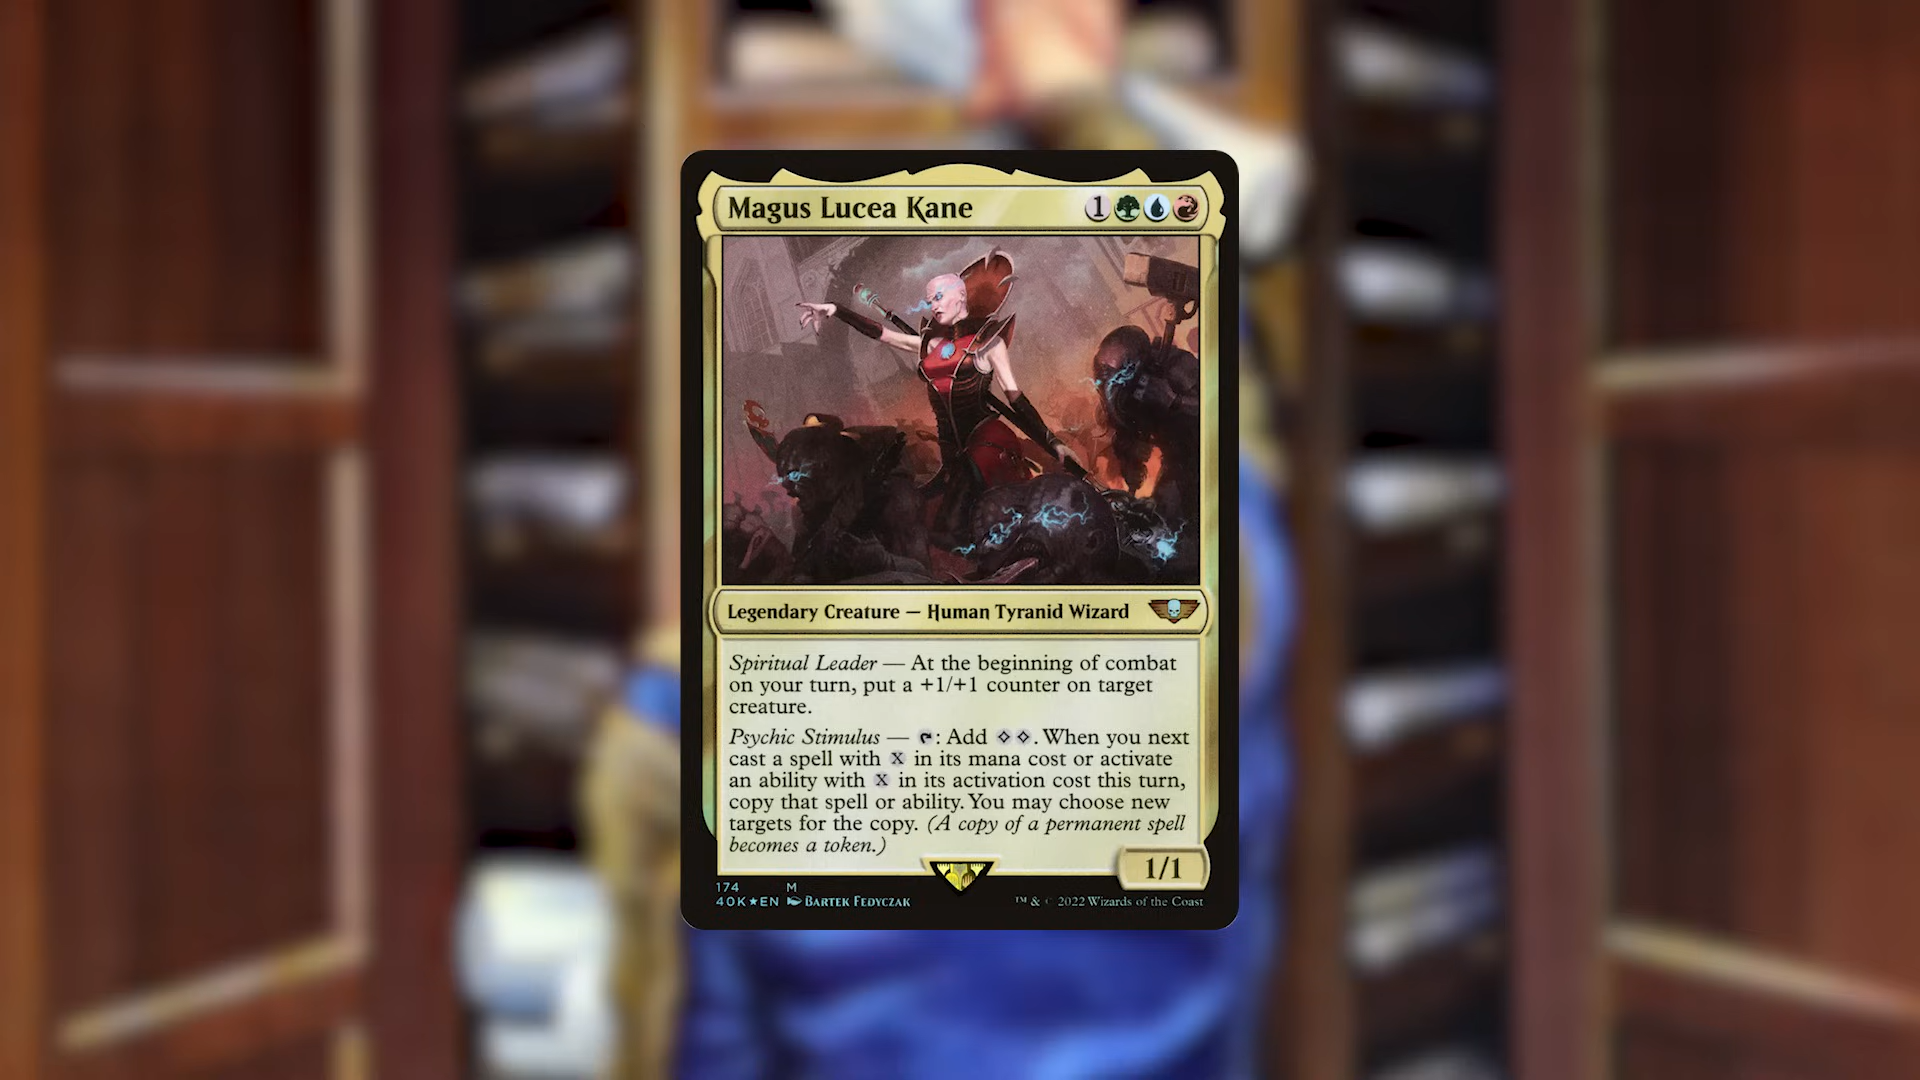 Magus Lucea Kane 1
Legendary Creature — Human Tyranid Wizard
Spiritual Leader — At the beginning of combat
on your turn, put a +1/+1 counter on target
creature.
Psychic Stimulus — : Add . When you next
cast a spell with X in its mana cost or activate
an ability with X in its activation cost this turn,
copy that spell or ability. You may choose new
targets for the copy. (A copy of a permanent spell
becomes a token.)
1/1
174 M
40K★EN Bartek Fedyczak
™ & © 2022 Wizards of the Coast